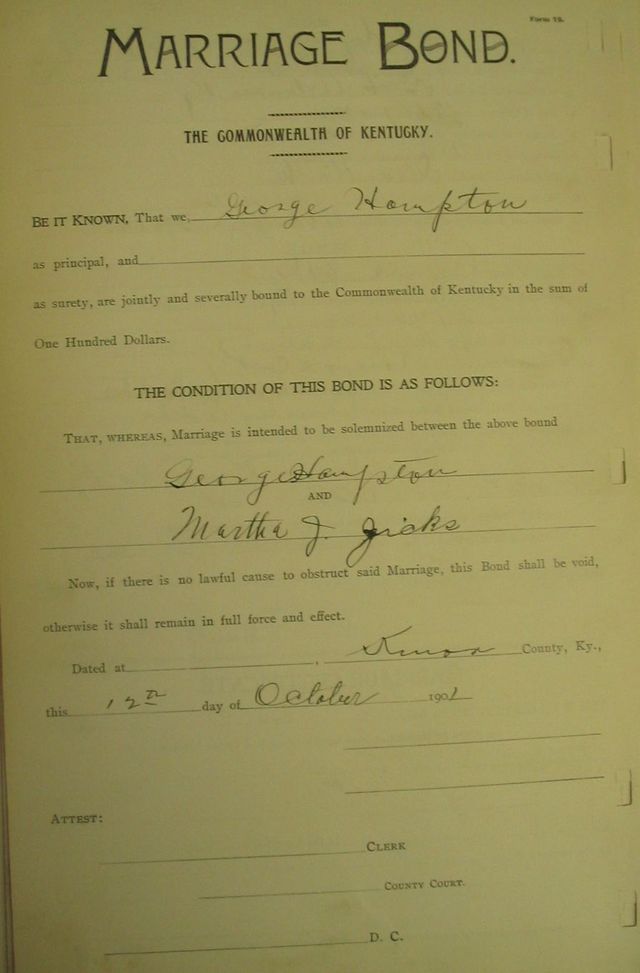 Form 18.
MARRIAGE BOND.
THE COMMONWEALTH OF KENTUCKY.
BE IT KNOWN, That we, George Hampton
as principal, and
as surety, are jointly and severally bound to the Commonwealth of Kentucky in the sum of
One Hundred Dollars.
THE CONDITION OF THIS BOND IS AS FOLLOWS:
THAT, WHEREAS, Marriage is intended to be solemnized between the above bound
George Hampton
AND
Martha J.
Now, if there is no lawful cause to obstruct said Marriage, this Bond shall be void,
otherwise it shall remain in full force and effect.
Dated at , Knox County, Ky.,
this 12th day of October 1901
ATTEST:
CLERK
COUNTY COURT.
D. C.